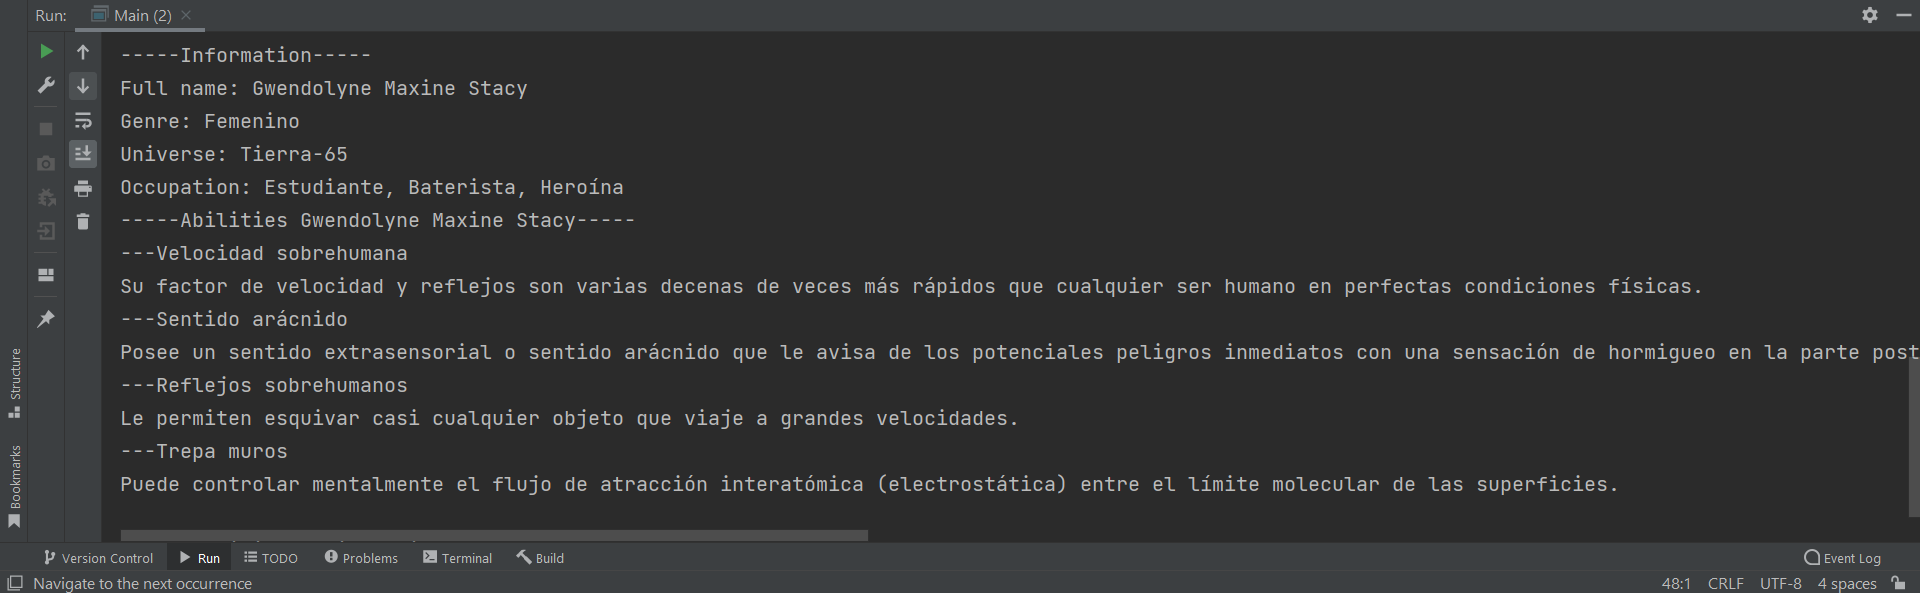 Run: Main (2)
-----Information-----
Full name: Gwendolyne Maxine Stacy
Genre: Femenino
Universe: Tierra-65
Occupation: Estudiante, Baterista, Heroína
-----Abilities Gwendolyne Maxine Stacy-----
---Velocidad sobrehumana
Su factor de velocidad y reflejos son varias decenas de veces más rápidos que cualquier ser humano en perfectas condiciones físicas.
---Sentido arácnido
Posee un sentido extrasensorial o sentido arácnido que le avisa de los potenciales peligros inmediatos con una sensación de hormigueo en la parte post
---Reflejos sobrehumanos
Le permiten esquivar casi cualquier objeto que viaje a grandes velocidades.
---Trepa muros
Puede controlar mentalmente el flujo de atracción interatómica (electrostática) entre el límite molecular de las superficies.
Structure
Bookmarks
Version Control Run TODO Problems Terminal Build Event Log
Navigate to the next occurrence 48:1 CRLF UTF-8 4 spaces